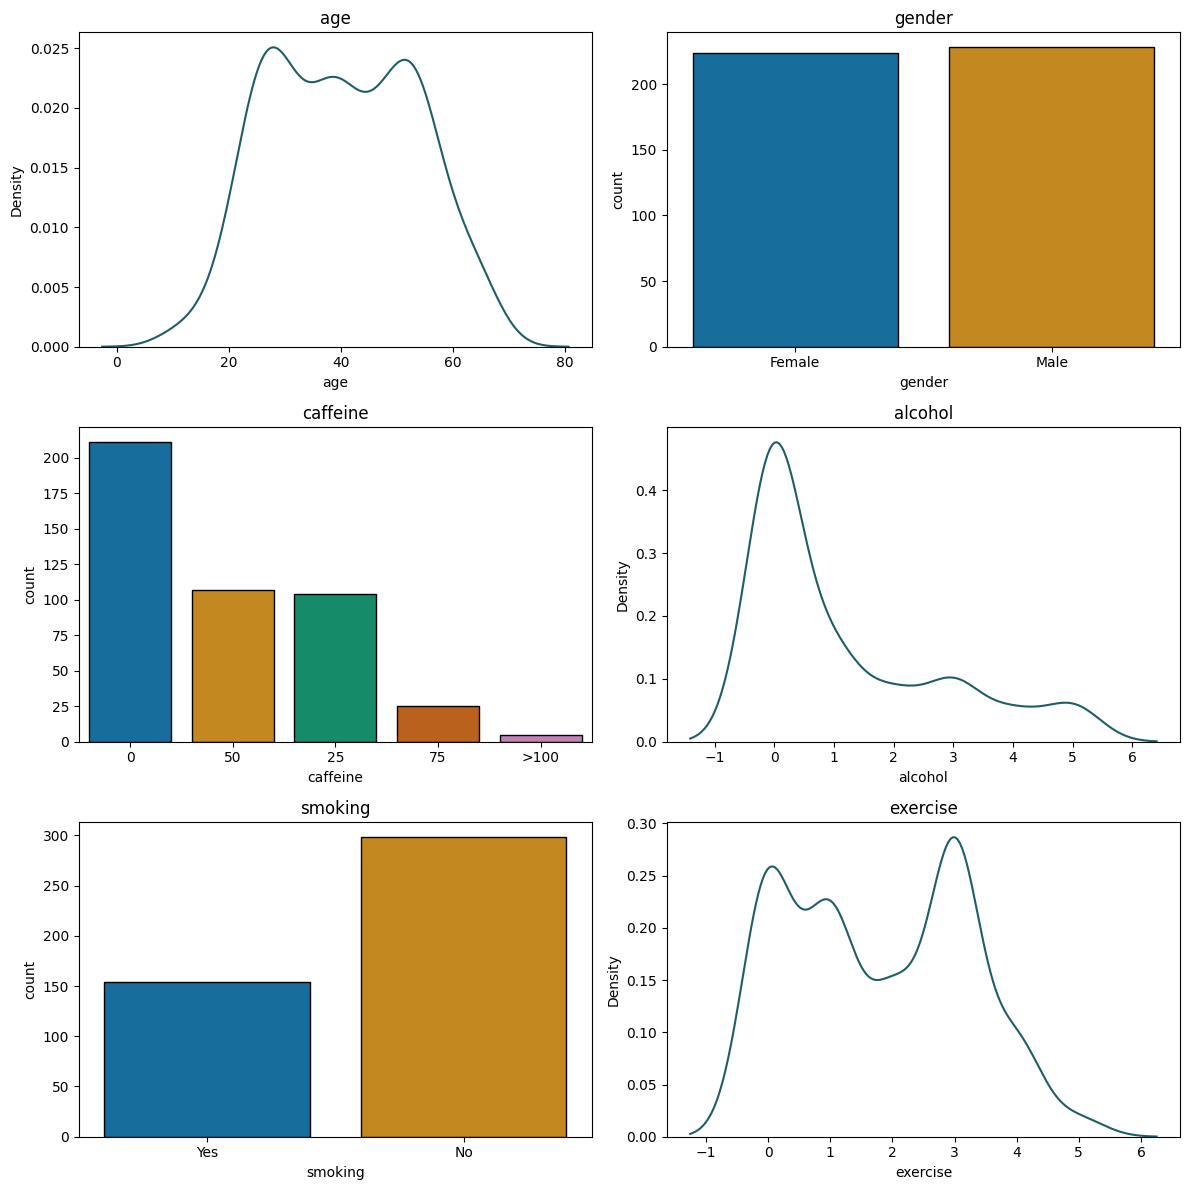 age
0.025
0.020
0.015
0.010
0.005
0.000
Density
0 20 40 60 80
age
gender
200
150
100
50
0
count
Female Male
gender
caffeine
200
175
150
125
100
75
50
25
0
count
0 50 25 75 >100
caffeine
alcohol
0.4
0.3
0.2
0.1
0.0
Density
−1 0 1 2 3 4 5 6
alcohol
smoking
300
250
200
150
100
50
0
count
Yes No
smoking
exercise
0.30
0.25
0.20
0.15
0.10
0.05
0.00
Density
−1 0 1 2 3 4 5 6
exercise